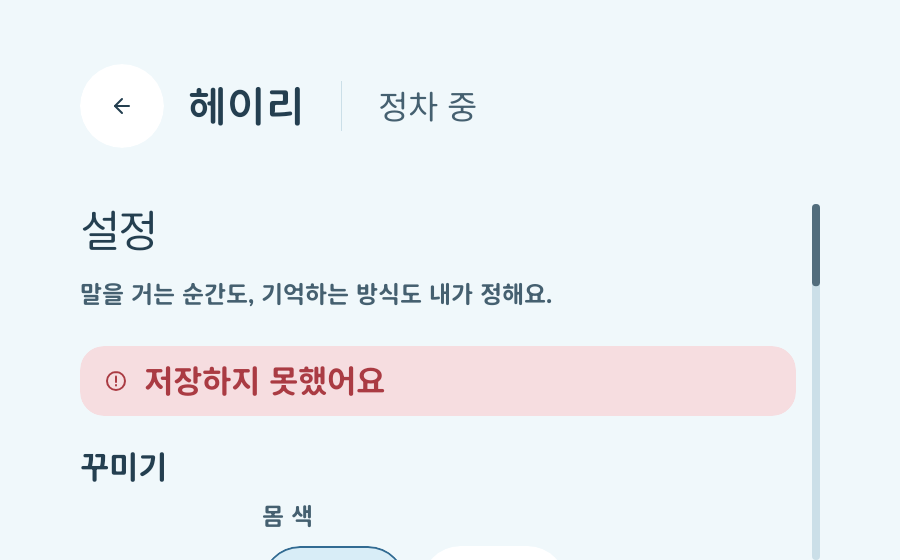 헤이리
정차 중
설정
말을 거는 순간도, 기억하는 방식도 내가 정해요.
저장하지 못했어요
꾸미기
몸 색